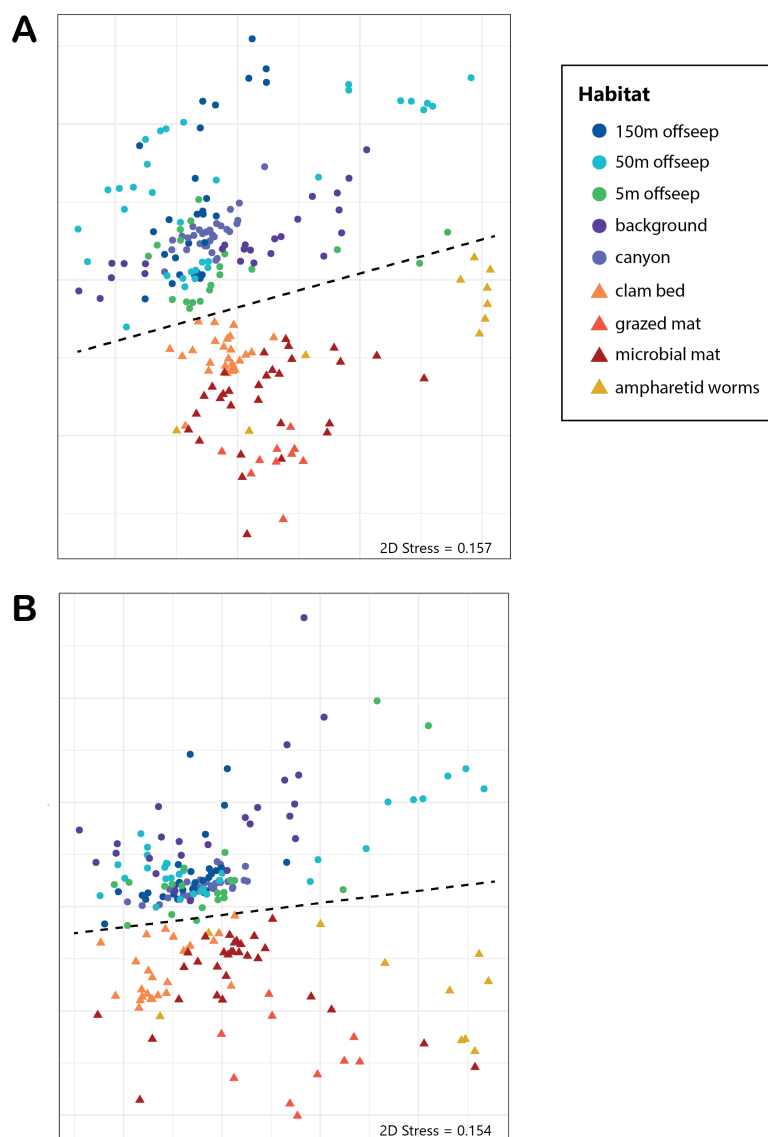 A
Habitat
150m offseep
50m offseep
5m offseep
background
canyon
clam bed
grazed mat
microbial mat
ampharetid worms
2D Stress = 0.157
B
2D Stress = 0.154